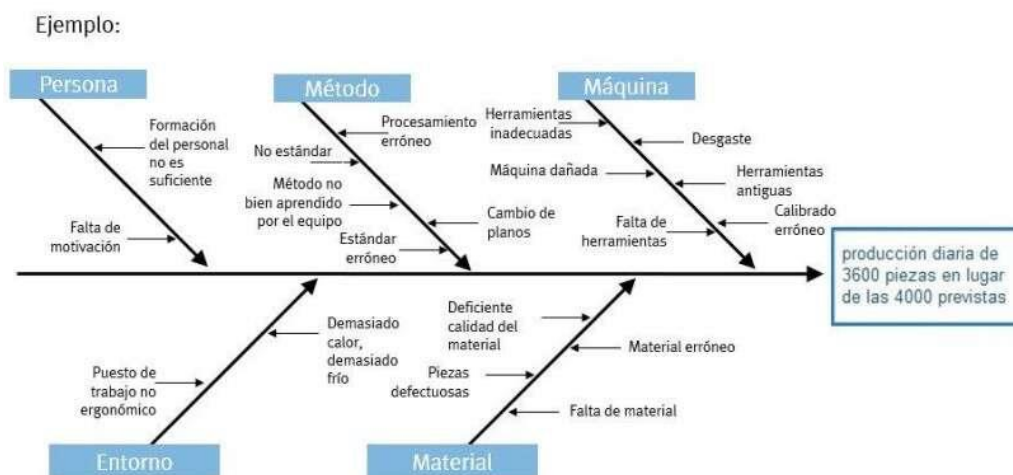 Ejemplo:
Persona
Método
Máquina
Formación
del personal
no es
suficiente
Falta de
motivación
Procesamiento
erróneo
No estándar
Método no
bien aprendido
por el equipo
Cambio de
planos
Estándar
erróneo
Herramientas
inadecuadas
Desgaste
Máquina dañada
Herramientas
antiguas
Calibrado
erróneo
Falta de
herramientas
producción diaria de
3600 piezas en lugar
de las 4000 previstas
Demasiado
calor,
demasiado
frío
Puesto de
trabajo no
ergonómico
Deficiente
calidad del
material
Material erróneo
Piezas
defectuosas
Falta de material
Entorno
Material